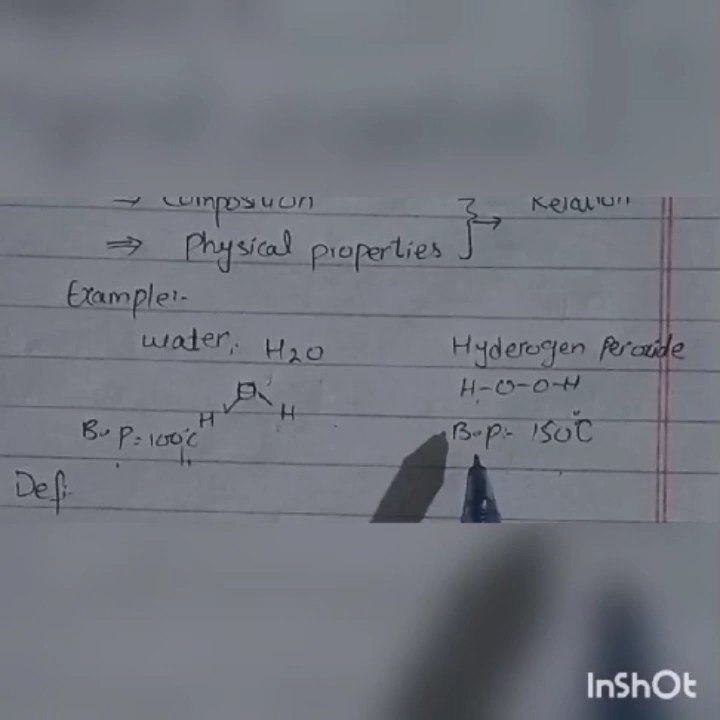 → Composition } → Relation
⇒ Physical properties
Example:-
water: H2O Hyderogen Peroxide
O H-O-O-H
H H
B.P = 100°C B.P:- 150°C
Def:-
InShOt